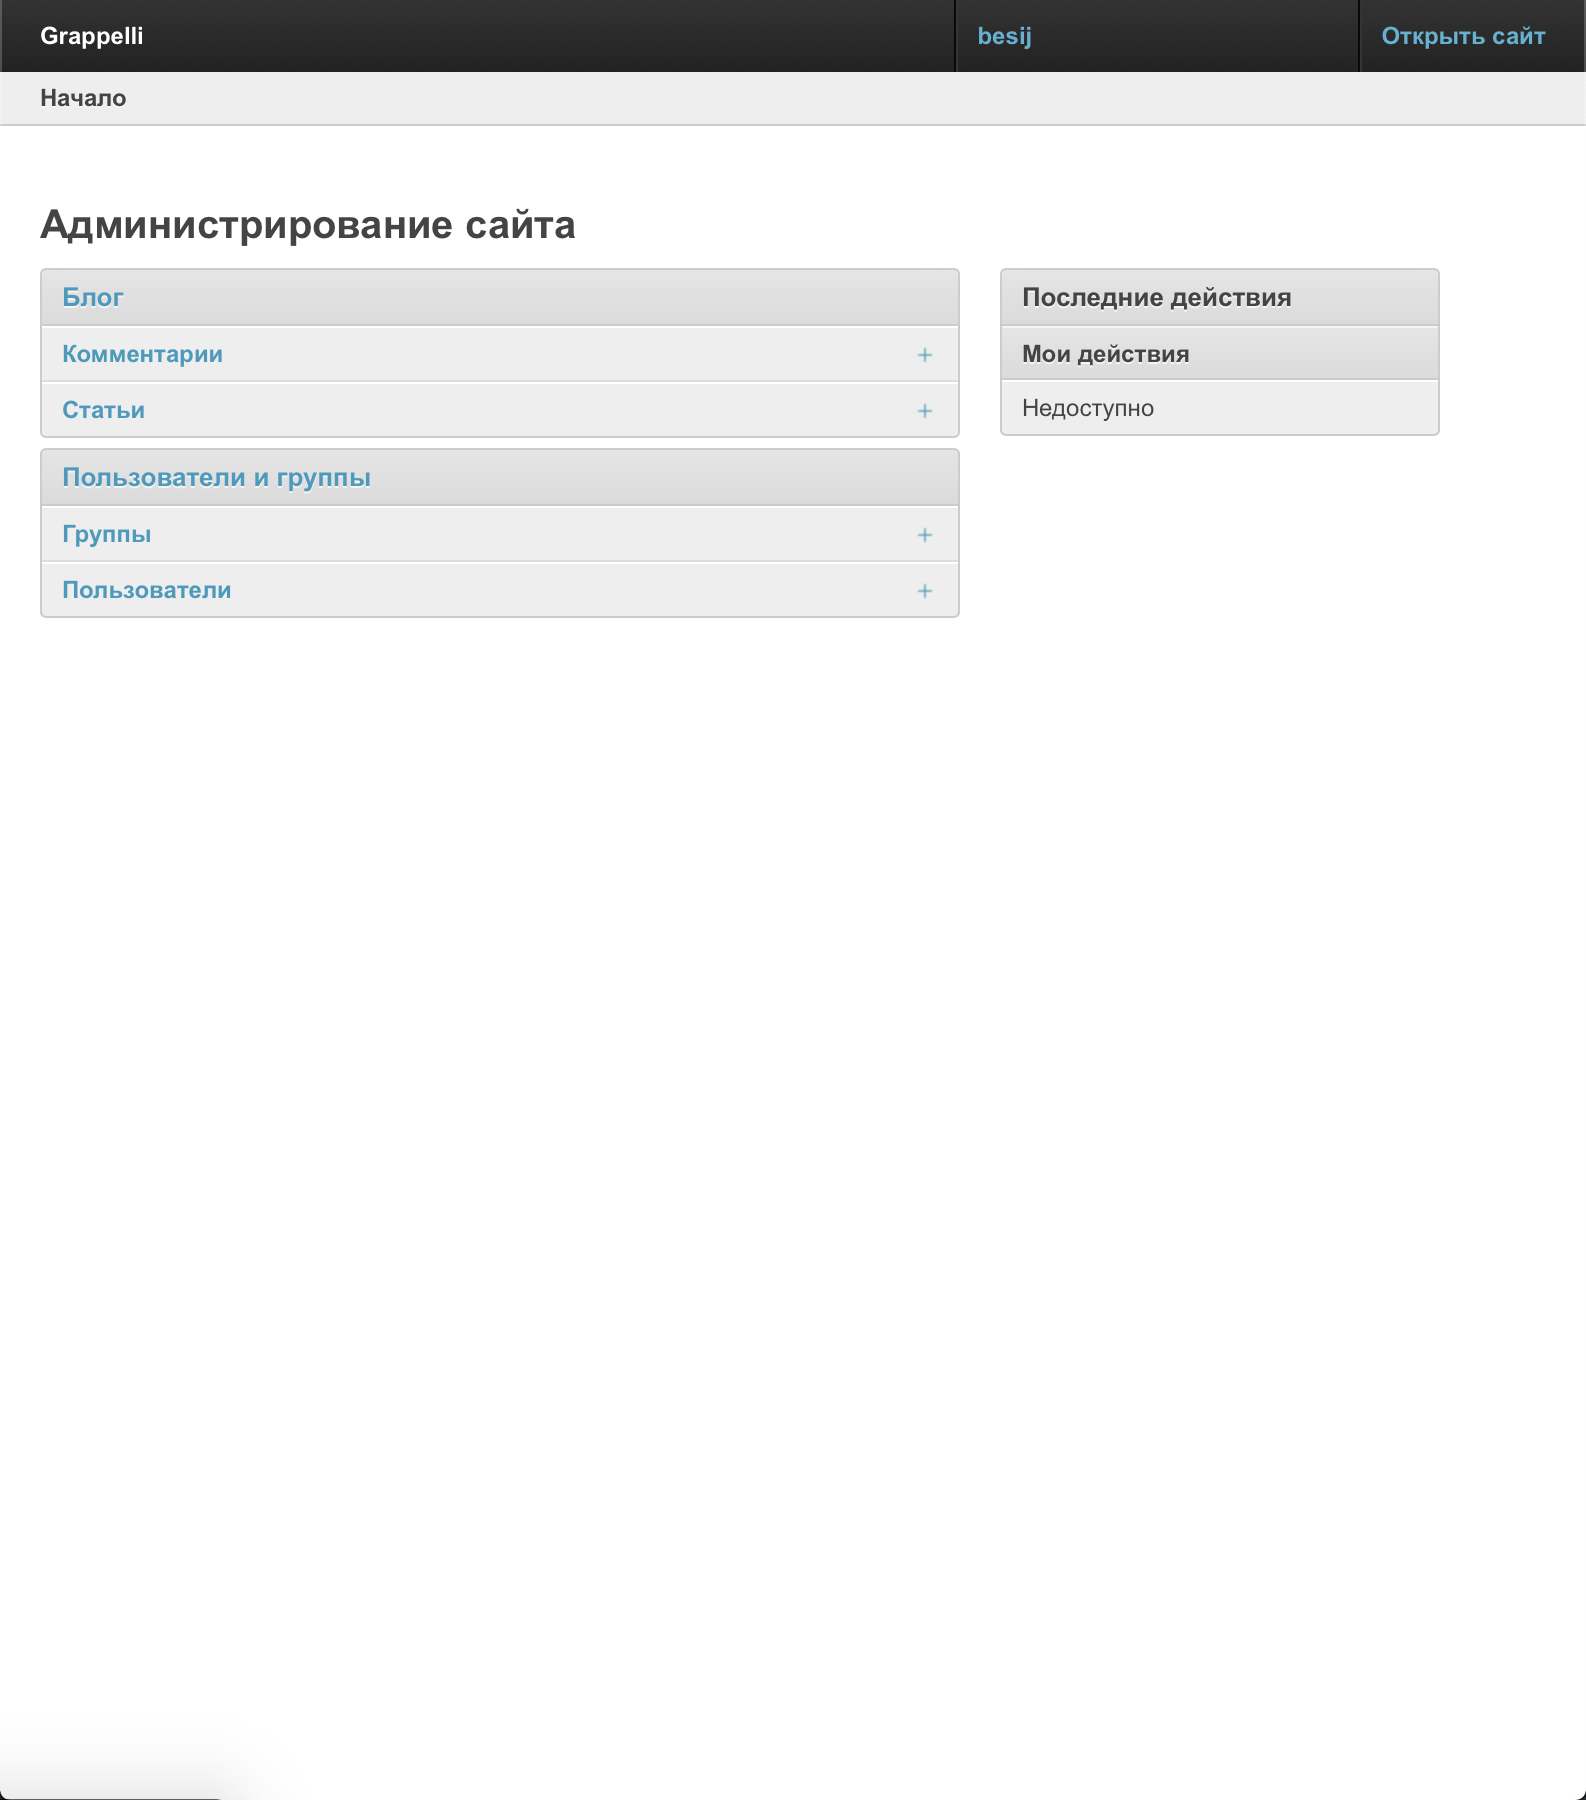 Grappelli
besij
Открыть сайт
Начало
Администрирование сайта
Блог
Комментарии
Статьи
Пользователи и группы
Группы
Пользователи
Последние действия
Мои действия
Недоступно